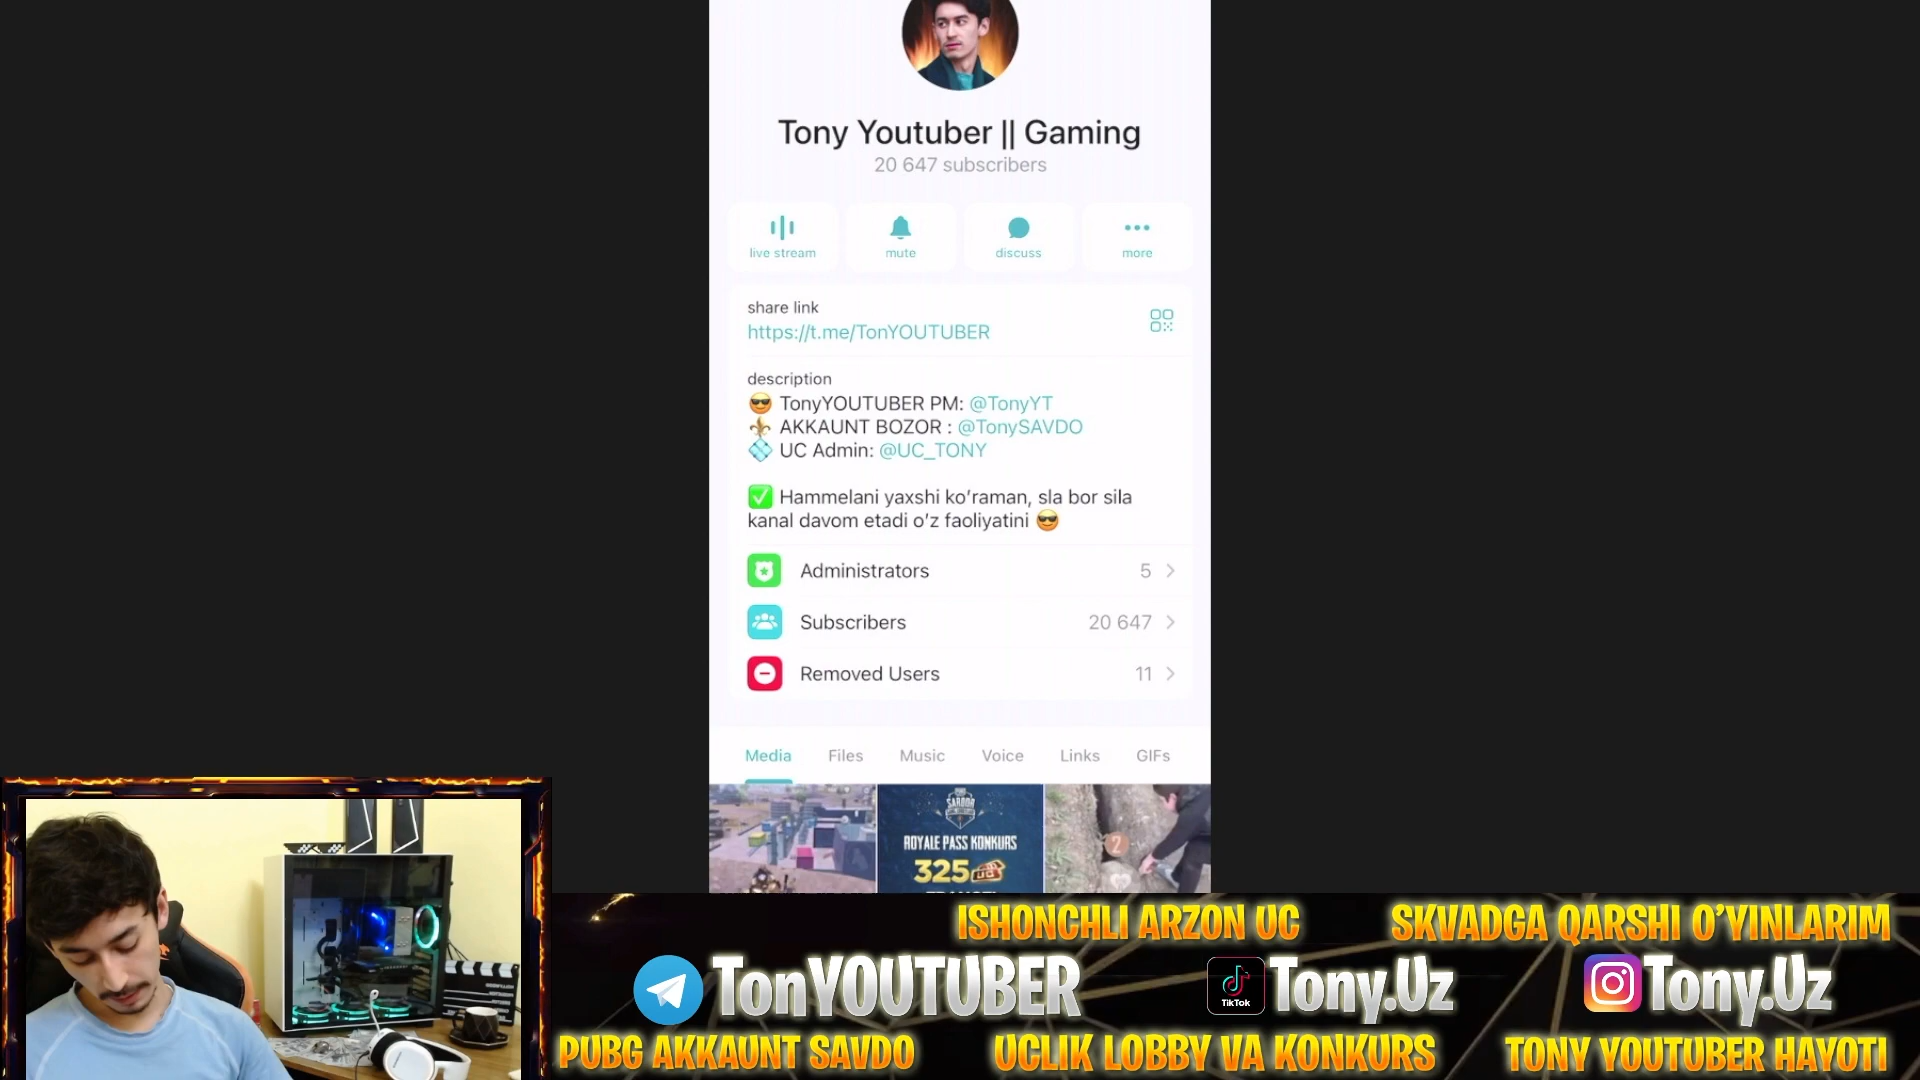 Tony Youtuber || Gaming
20 647 subscribers
live stream
mute
discuss
more
share link
https://t.me/TonYOUTUBER
description
😎 TonyYOUTUBER PM: @TonyYT
⚜️ AKKAUNT BOZOR : @TonySAVDO
💠 UC Admin: @UC_TONY
✅ Hammelani yaxshi ko'raman, sla bor sila
kanal davom etadi o'z faoliyatini 😎
Administrators 5
Subscribers 20 647
Removed Users 11
Media Files Music Voice Links GIFs
ROYALE PASS KONKURS
325 UC
2
ISHONCHLI ARZON UC
SKVADGA QARSHI O'YINLARIM
TonYOUTUBER
TikTok
Tony.Uz
Tony.Uz
PUBG AKKAUNT SAVDO
UCLIK LOBBY VA KONKURS
TONY YOUTUBER HAYOTI